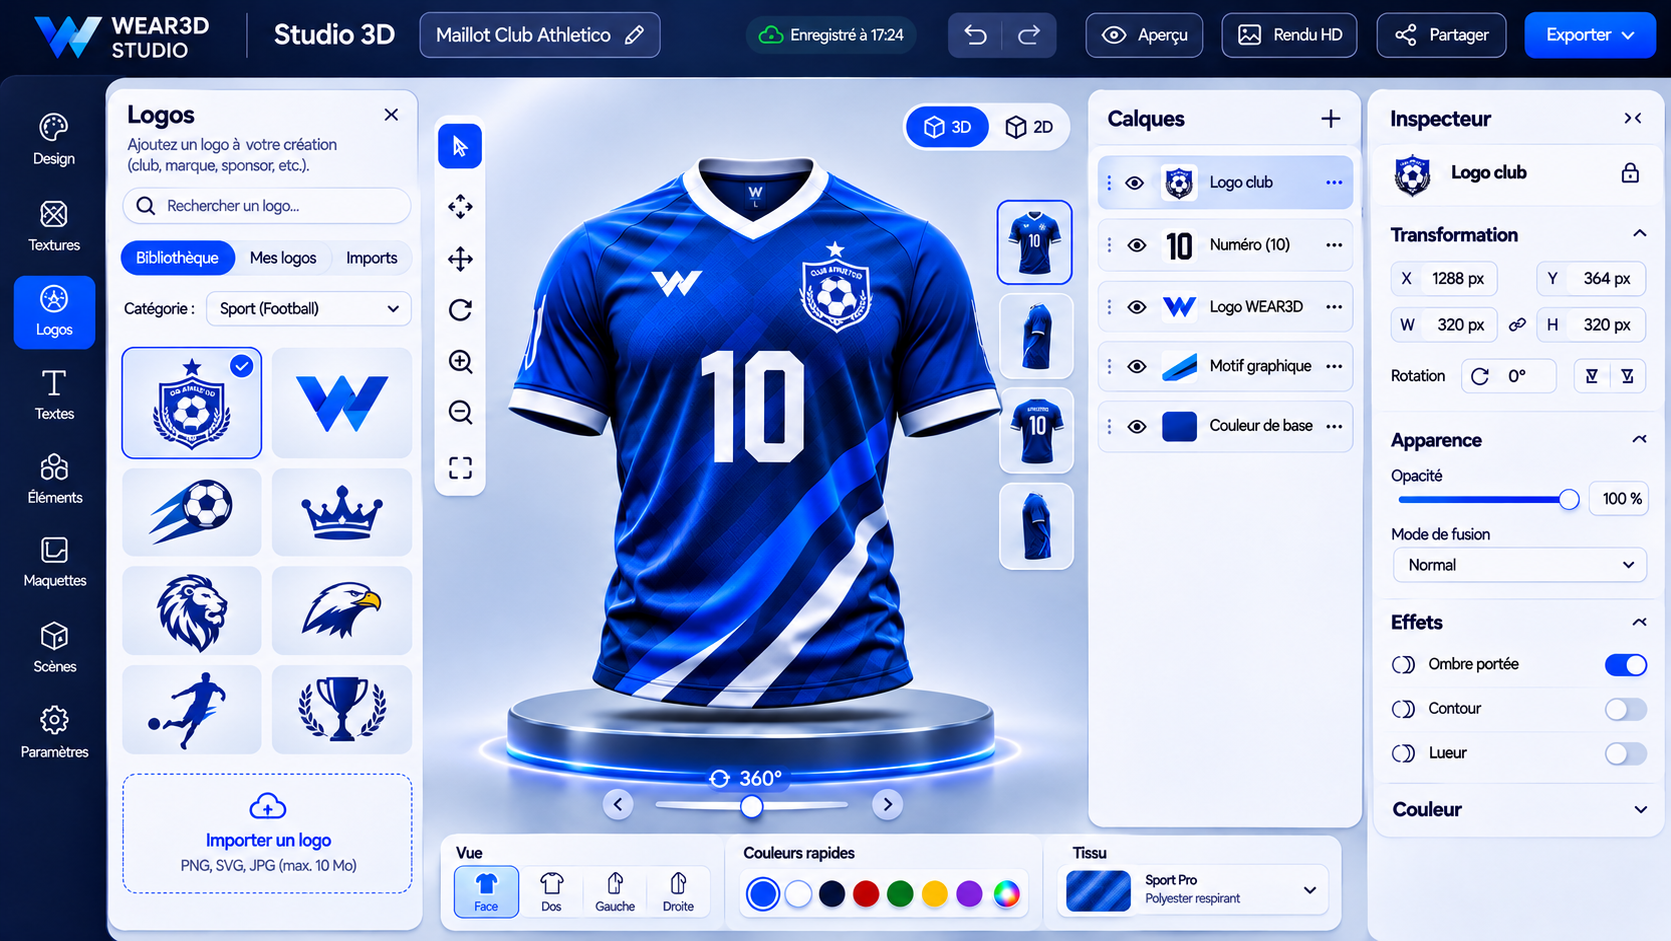 WEAR3D
STUDIO
Studio 3D
Maillot Club Athletico
Enregistré à 17:24
Aperçu
Rendu HD
Partager
Exporter
Design
Textures
Logos
Textes
Éléments
Maquettes
Scènes
Paramètres
Logos
Ajoutez un logo à votre création
(club, marque, sponsor, etc.).
Rechercher un logo...
Bibliothèque
Mes logos
Imports
Catégorie :
Sport (Football)
Importer un logo
PNG, SVG, JPG (max. 10 Mo)
3D
2D
W
L
10
10
10
360°
Vue
Face
Dos
Gauche
Droite
Couleurs rapides
Tissu
Sport Pro
Polyester respirant
Calques
Logo club
10
Numéro (10)
Logo WEAR3D
Motif graphique
Couleur de base
Inspecteur
Logo club
Transformation
X 1288 px
Y 364 px
W 320 px
H 320 px
Rotation
0°
Apparence
Opacité
100 %
Mode de fusion
Normal
Effets
Ombre portée
Contour
Lueur
Couleur